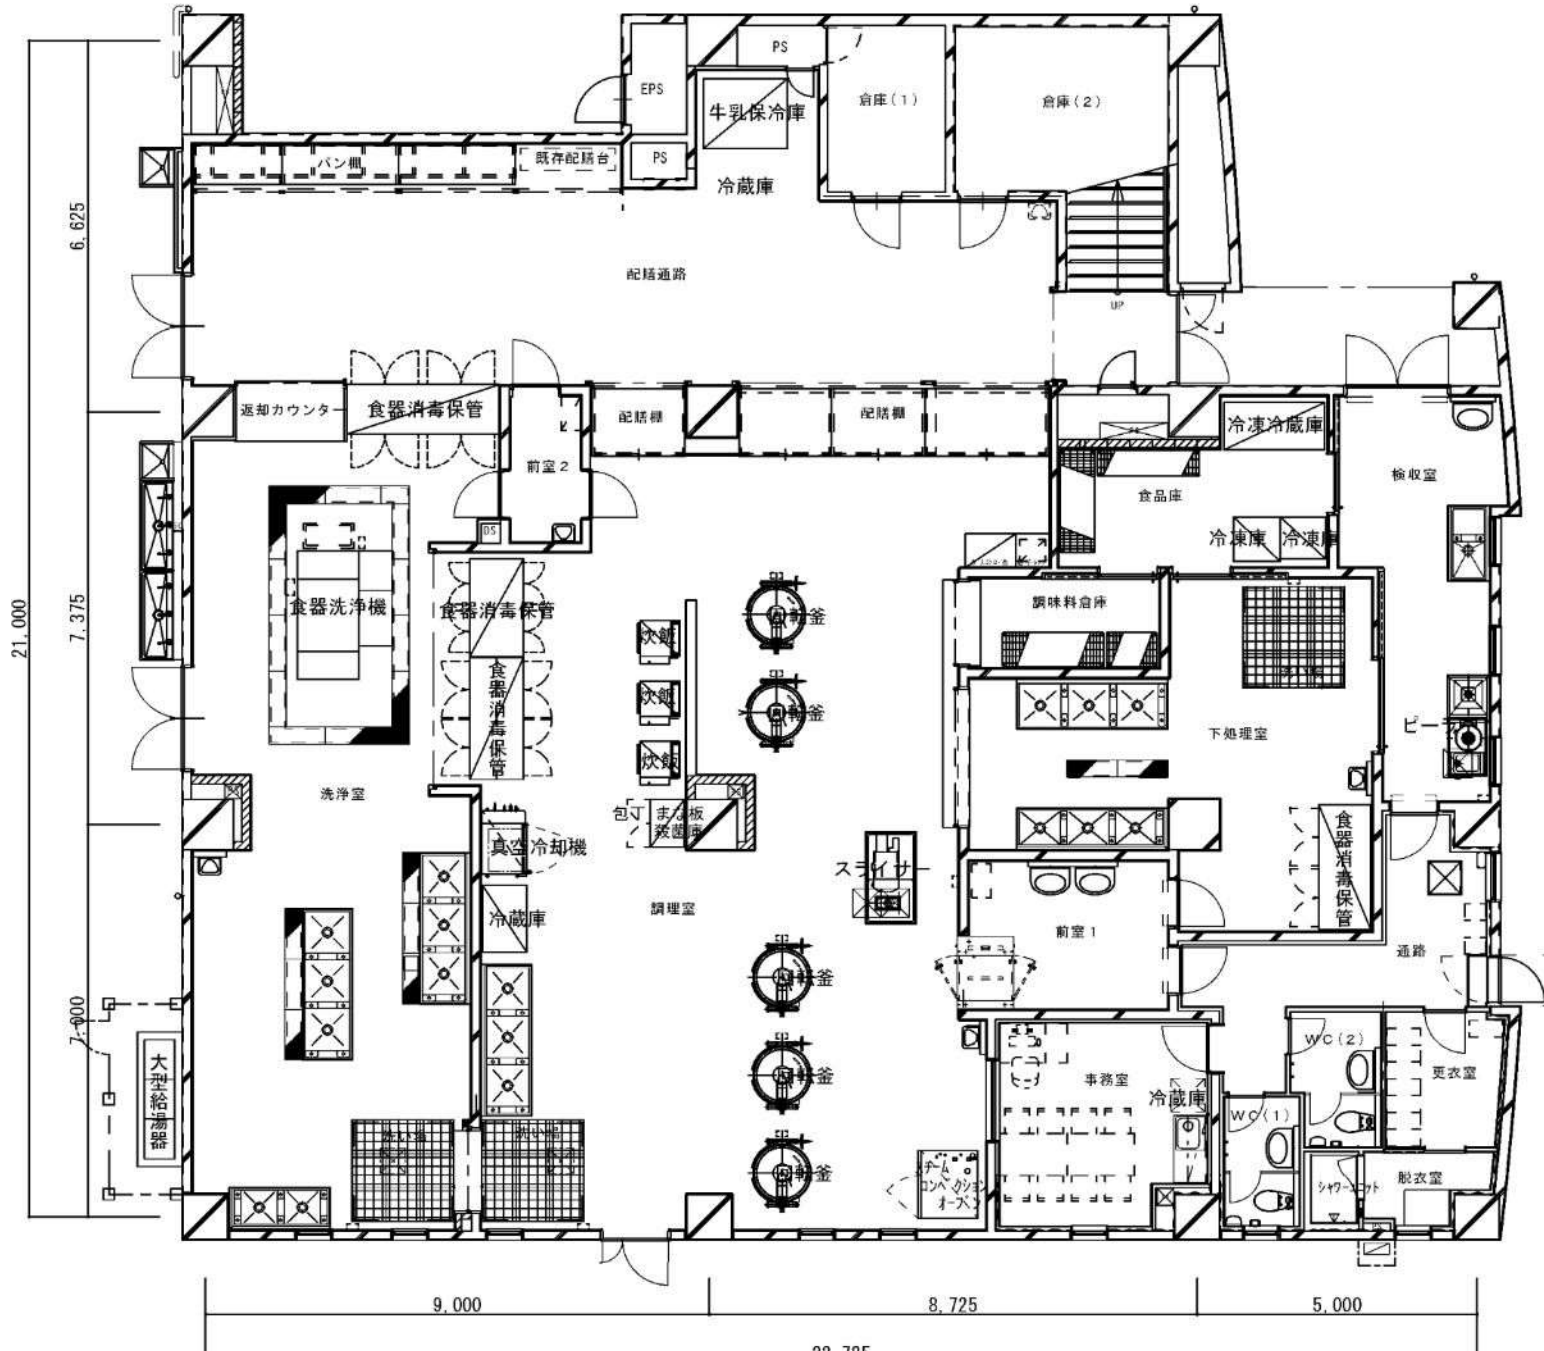 PS
EPS
牛乳保冷庫
倉庫(1)
倉庫(2)
パン棚
既存配膳台
PS
冷蔵庫
6,625
配膳通路
UP
返却カウンター
食器消毒保管
配膳棚
配膳棚
冷凍冷蔵庫
前室2
検収室
食品庫
DS
冷凍庫
冷凍庫
食器洗浄機
食器消毒保管
調味料倉庫
回転釜
炊飯
21,000
7,375
食器消毒保管
炊飯
回転釜
洗い場
下処理室
ピーラ
炊飯
洗浄室
包丁 まな板
殺菌庫
真空冷却機
スライサ
食器消毒保管
冷蔵庫
調理室
前室1
通路
回転釜
7,000
大型給湯器
WC(2)
回転釜
事務室
更衣室
冷蔵庫
WC(1)
洗い場
洗い場
回転釜
チーム
コンベクション
オーブン
シャワーユニット
脱衣室
9,000
8,725
5,000